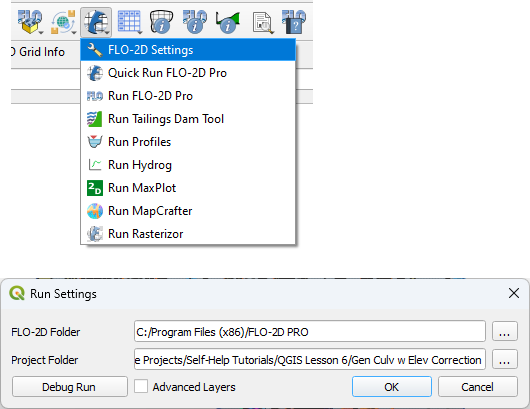 D Grid Info
FLO-2D Settings
Quick Run FLO-2D Pro
Run FLO-2D Pro
Run Tailings Dam Tool
Run Profiles
Run Hydrog
Run MaxPlot
Run MapCrafter
Run Rasterizor
Run Settings
FLO-2D Folder C:/Program Files (x86)/FLO-2D PRO ...
Project Folder e Projects/Self-Help Tutorials/QGIS Lesson 6/Gen Culv w Elev Correction ...
Debug Run Advanced Layers OK Cancel